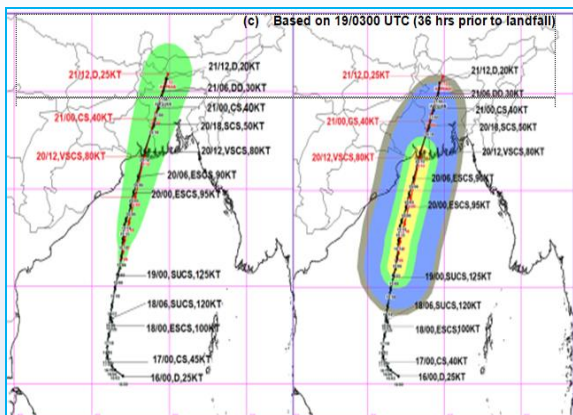 (c) Based on 19/0300 UTC (36 hrs prior to landfall)
21/12,D,25KT
21/12,D,20KT
21/06,DD,30KT
21/00,CS,40KT
21/00,CS,40KT
20/18,SCS,50KT
20/12,VSCS,80KT
20/12,VSCS,80KT
20/06,ESCS,90KT
20/00,ESCS,95KT
19/00,SUCS,125KT
18/06,SUCS,120KT
18/00,ESCS,100KT
17/00,CS,45KT
16/00,D,25KT
21/12,D,25KT
21/12,D,20KT
21/06,DD,30KT
21/00,CS,40KT
21/00,CS,40KT
20/18,SCS,50KT
20/12,VSCS,80KT
20/12,VSCS,80KT
20/06,ESCS,90KT
20/00,ESCS,95KT
19/00,SUCS,125KT
18/06,SUCS,120KT
18/00,ESCS,100KT
17/00,CS,40KT
16/00,D,25KT